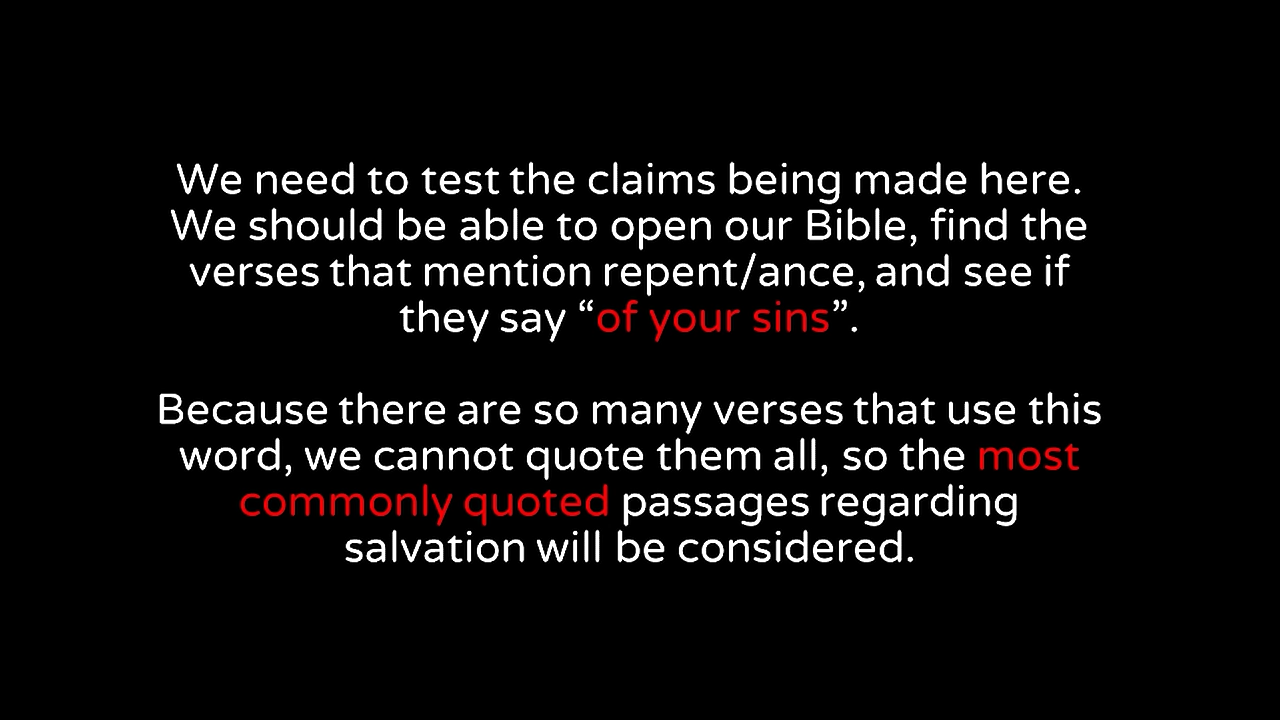 We need to test the claims being made here.
We should be able to open our Bible, find the
verses that mention repent/ance, and see if
they say “of your sins”.
Because there are so many verses that use this
word, we cannot quote them all, so the most
commonly quoted passages regarding
salvation will be considered.